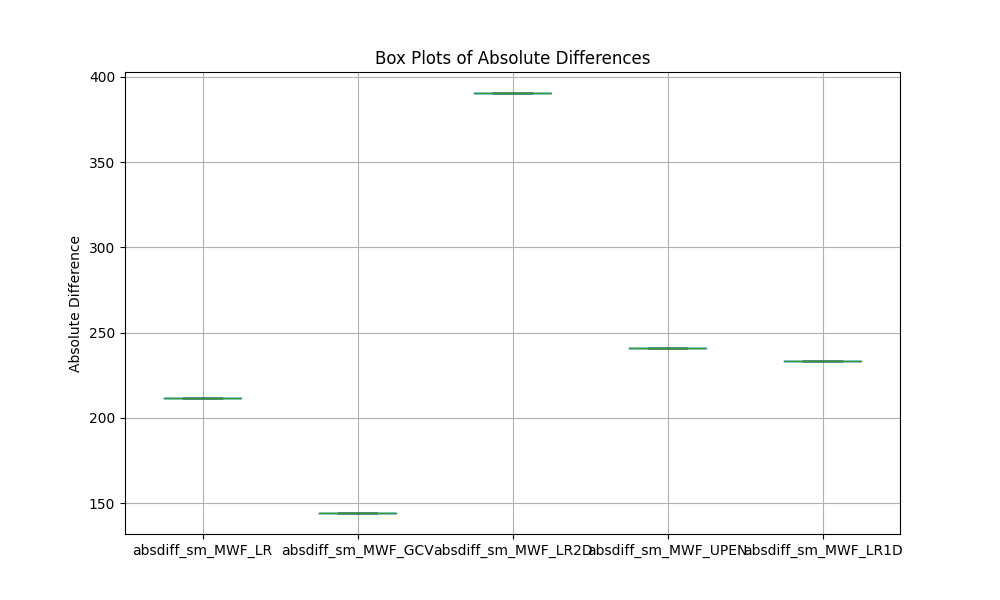 Box Plots of Absolute Differences
Absolute Difference
400
350
300
250
200
150
absdiff_sm_MWF_LR
absdiff_sm_MWF_GCV
absdiff_sm_MWF_LR2D
absdiff_sm_MWF_UPEN
absdiff_sm_MWF_LR1D